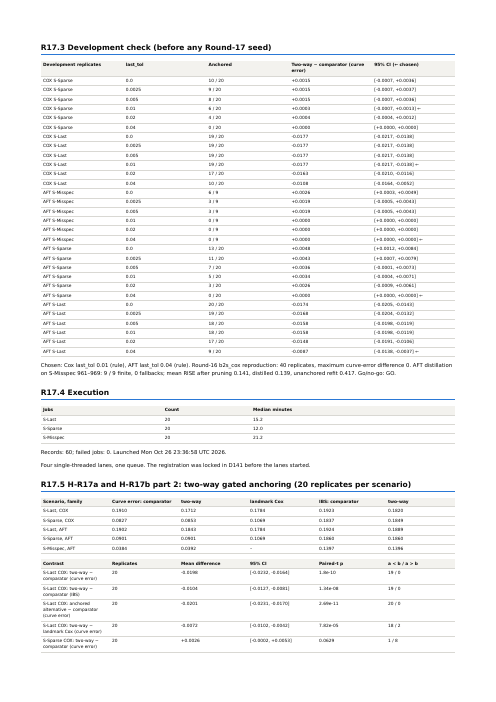 R17.3 Development check (before any Round-17 seed)
Development replicates last_tol Anchored Two-way − comparator (curve error) 95% CI (← chosen)
COX S-Sparse 0.0 10 / 20 +0.0015 [-0.0007, +0.0036]
COX S-Sparse 0.0025 9 / 20 +0.0015 [-0.0007, +0.0037]
COX S-Sparse 0.005 8 / 20 +0.0015 [-0.0007, +0.0036]
COX S-Sparse 0.01 6 / 20 +0.0003 [-0.0007, +0.0013] ←
COX S-Sparse 0.02 4 / 20 +0.0004 [-0.0004, +0.0012]
COX S-Sparse 0.04 0 / 20 +0.0000 [+0.0000, +0.0000]
COX S-Last 0.0 19 / 20 -0.0177 [-0.0217, -0.0138]
COX S-Last 0.0025 19 / 20 -0.0177 [-0.0217, -0.0138]
COX S-Last 0.005 19 / 20 -0.0177 [-0.0217, -0.0138]
COX S-Last 0.01 19 / 20 -0.0177 [-0.0217, -0.0138] ←
COX S-Last 0.02 17 / 20 -0.0163 [-0.0210, -0.0116]
COX S-Last 0.04 10 / 20 -0.0108 [-0.0164, -0.0052]
AFT S-Misspec 0.0 6 / 9 +0.0026 [+0.0003, +0.0049]
AFT S-Misspec 0.0025 3 / 9 +0.0019 [-0.0005, +0.0043]
AFT S-Misspec 0.005 3 / 9 +0.0019 [-0.0005, +0.0043]
AFT S-Misspec 0.01 0 / 9 +0.0000 [+0.0000, +0.0000]
AFT S-Misspec 0.02 0 / 9 +0.0000 [+0.0000, +0.0000]
AFT S-Misspec 0.04 0 / 9 +0.0000 [+0.0000, +0.0000] ←
AFT S-Sparse 0.0 13 / 20 +0.0048 [+0.0012, +0.0084]
AFT S-Sparse 0.0025 11 / 20 +0.0043 [+0.0007, +0.0079]
AFT S-Sparse 0.005 7 / 20 +0.0036 [-0.0001, +0.0073]
AFT S-Sparse 0.01 5 / 20 +0.0034 [-0.0004, +0.0071]
AFT S-Sparse 0.02 3 / 20 +0.0026 [-0.0009, +0.0061]
AFT S-Sparse 0.04 0 / 20 +0.0000 [+0.0000, +0.0000] ←
AFT S-Last 0.0 20 / 20 -0.0174 [-0.0205, -0.0143]
AFT S-Last 0.0025 19 / 20 -0.0168 [-0.0204, -0.0132]
AFT S-Last 0.005 18 / 20 -0.0158 [-0.0198, -0.0119]
AFT S-Last 0.01 18 / 20 -0.0158 [-0.0198, -0.0119]
AFT S-Last 0.02 17 / 20 -0.0148 [-0.0191, -0.0106]
AFT S-Last 0.04 9 / 20 -0.0087 [-0.0138, -0.0037] ←
Chosen: Cox last_tol 0.01 (rule), AFT last_tol 0.04 (rule). Round-16 b2s_cox reproduction: 40 replicates, maximum curve-error difference 0. AFT distillation
on S-Misspec 961-969: 9 / 9 finite, 0 fallbacks; mean RISE after pruning 0.141, distilled 0.139, unanchored refit 0.417. Go/no-go: GO.
R17.4 Execution
Jobs Count Median minutes
S-Last 20 15.2
S-Sparse 20 12.0
S-Misspec 20 21.2
Records: 60; failed jobs: 0. Launched Mon Oct 26 23:36:58 UTC 2026.
Four single-threaded lanes, one queue. The registration was locked in D141 before the lanes started.
R17.5 H-R17a and H-R17b part 2: two-way gated anchoring (20 replicates per scenario)
Scenario, family Curve error: comparator two-way landmark Cox IBS: comparator two-way
S-Last, COX 0.1910 0.1712 0.1784 0.1923 0.1820
S-Sparse, COX 0.0827 0.0853 0.1069 0.1837 0.1849
S-Last, AFT 0.1902 0.1843 0.1784 0.1913 0.1880
S-Sparse, AFT 0.0901 0.0901 0.1069 0.1860 0.1860
S-Misspec, AFT 0.0384 0.0392 – 0.1397 0.1396
Contrast Replicates Mean difference 95% CI Paired-t p a < b / a > b
S-Last COX: two-way − comparator (curve error) 20 -0.0198 [-0.0232, -0.0164] 1.8e-10 19 / 0
S-Last COX: two-way − comparator (IBS) 20 -0.0104 [-0.0127, -0.0081] 1.34e-08 19 / 0
S-Last COX: anchored alternative − comparator (curve error) 20 -0.0201 [-0.0231, -0.0170] 2.69e-11 20 / 0
S-Last COX: two-way − landmark Cox (curve error) 20 -0.0072 [-0.0102, -0.0042] 7.82e-05 18 / 2
S-Sparse COX: two-way − comparator (curve error) 20 +0.0026 [-0.0002, +0.0053] 0.0629 1 / 8